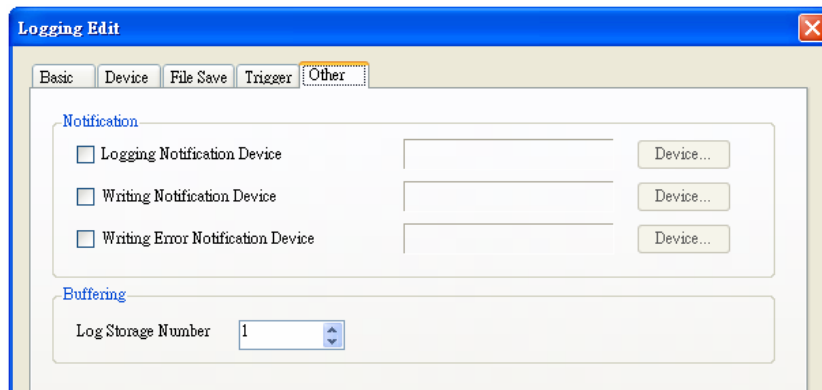 Logging Edit
Basic Device File Save Trigger Other
Notification
Logging Notification Device Device...
Writing Notification Device Device...
Writing Error Notification Device Device...
Buffering
Log Storage Number 1